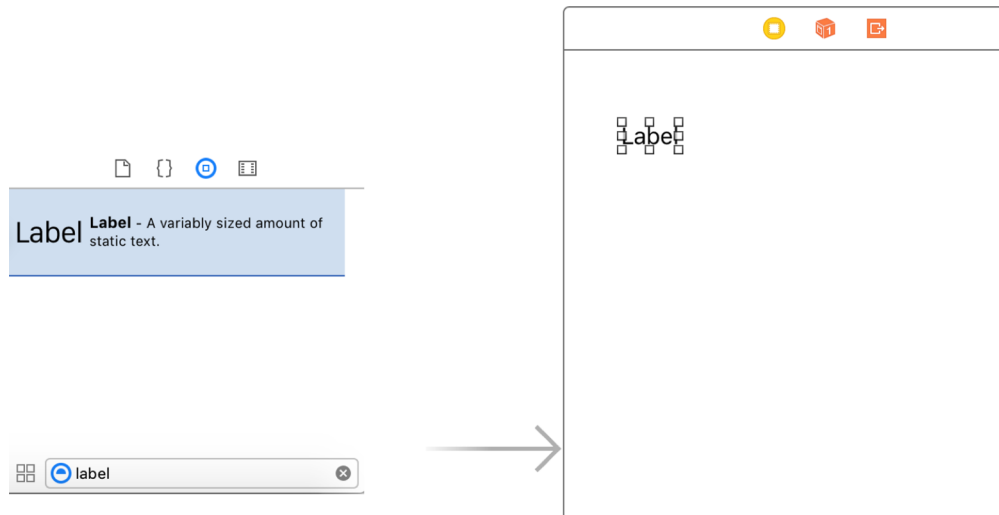 Label
Label - A variably sized amount of
static text.
label
Label